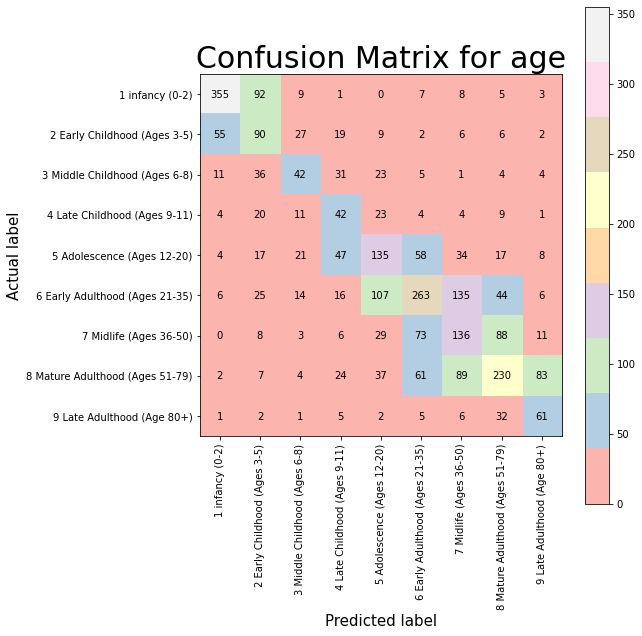 Confusion Matrix for age
Actual label
1 infancy (0-2) 355 92 9 1 0 7 8 5 3
2 Early Childhood (Ages 3-5) 55 90 27 19 9 2 6 6 2
3 Middle Childhood (Ages 6-8) 11 36 42 31 23 5 1 4 4
4 Late Childhood (Ages 9-11) 4 20 11 42 23 4 4 9 1
5 Adolescence (Ages 12-20) 4 17 21 47 135 58 34 17 8
6 Early Adulthood (Ages 21-35) 6 25 14 16 107 263 135 44 6
7 Midlife (Ages 36-50) 0 8 3 6 29 73 136 88 11
8 Mature Adulthood (Ages 51-79) 2 7 4 24 37 61 89 230 83
9 Late Adulthood (Age 80+) 1 2 1 5 2 5 6 32 61
1 infancy (0-2)
2 Early Childhood (Ages 3-5)
3 Middle Childhood (Ages 6-8)
4 Late Childhood (Ages 9-11)
5 Adolescence (Ages 12-20)
6 Early Adulthood (Ages 21-35)
7 Midlife (Ages 36-50)
8 Mature Adulthood (Ages 51-79)
9 Late Adulthood (Age 80+)
Predicted label
350
300
250
200
150
100
50
0